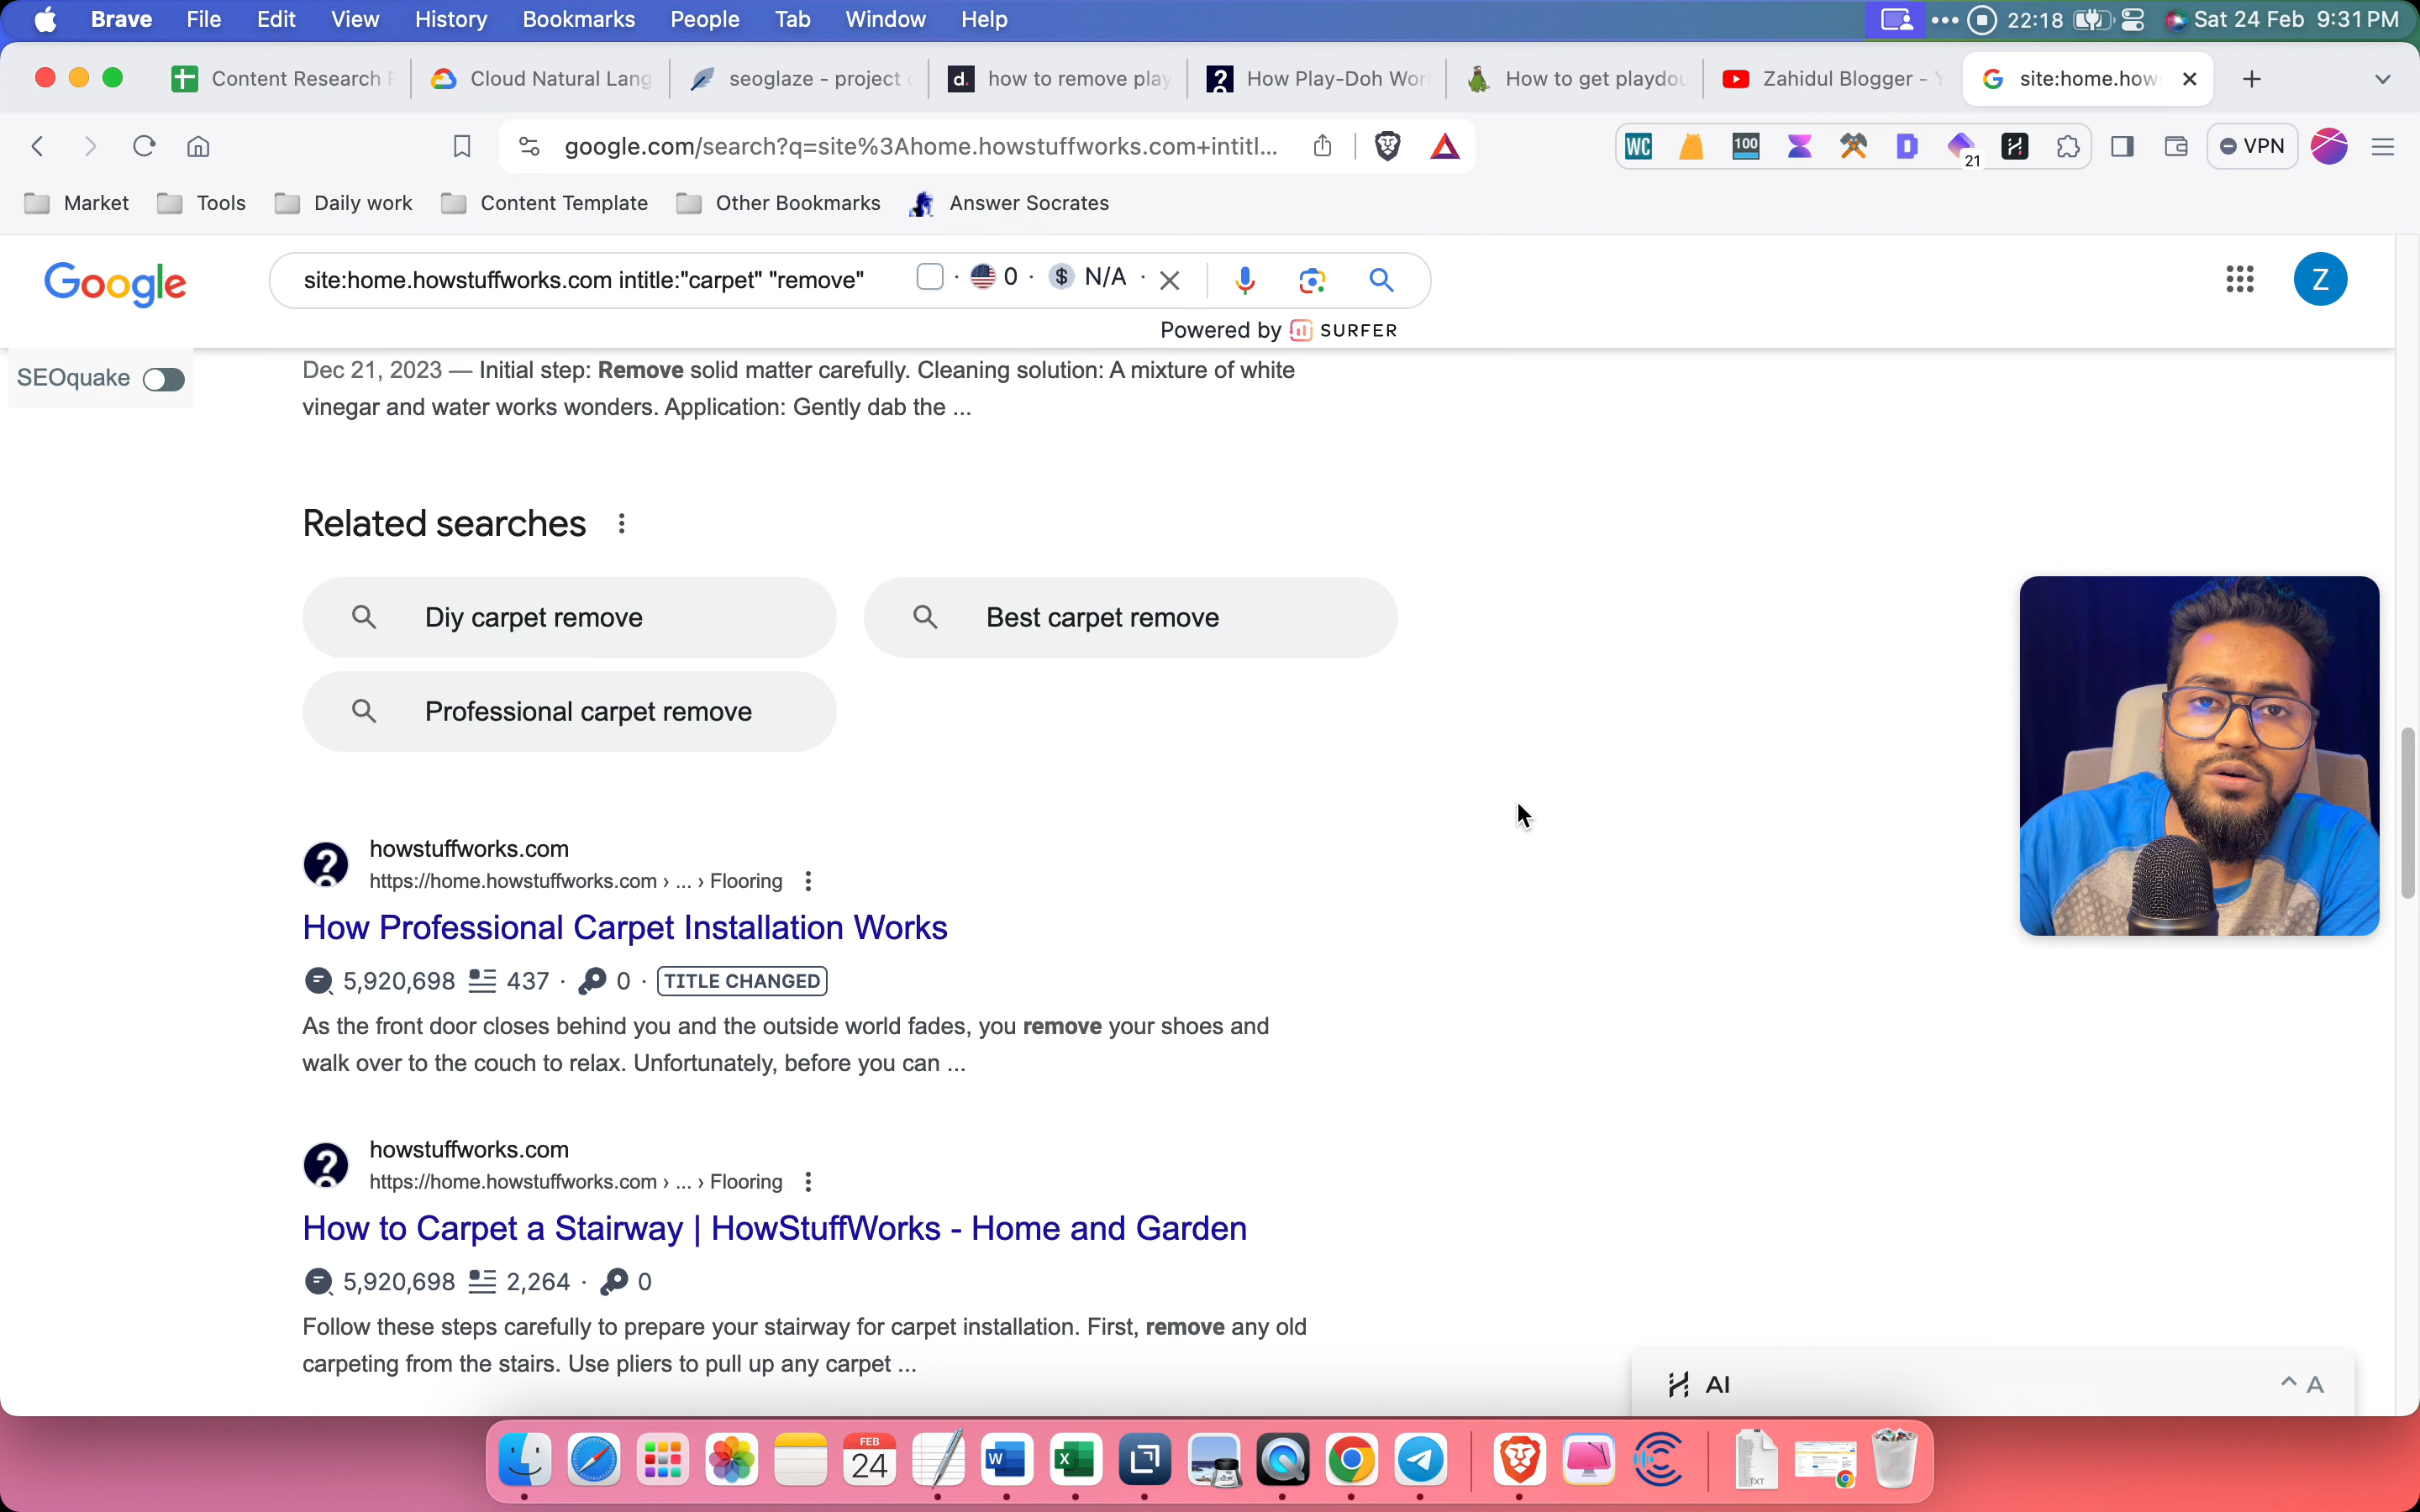 Brave File Edit View History Bookmarks People Tab Window Help
22:18 Sat 24 Feb 9:31 PM
Content Research
Cloud Natural Lang
seoglaze - project
how to remove play
How Play-Doh Wor
How to get playdou
Zahidul Blogger -
site:home.how
google.com/search?q=site%3Ahome.howstuffworks.com+intitl...
WC
100
21
VPN
Market Tools Daily work Content Template Other Bookmarks Answer Socrates
Google
site:home.howstuffworks.com intitle:"carpet" "remove"
· 0 · $ N/A ·
Z
Powered by SURFER
SEOquake
Dec 21, 2023 — Initial step: Remove solid matter carefully. Cleaning solution: A mixture of white
vinegar and water works wonders. Application: Gently dab the ...
Related searches
Diy carpet remove
Best carpet remove
Professional carpet remove
howstuffworks.com
https://home.howstuffworks.com › ... › Flooring
How Professional Carpet Installation Works
5,920,698 437 · 0 · TITLE CHANGED
As the front door closes behind you and the outside world fades, you remove your shoes and
walk over to the couch to relax. Unfortunately, before you can ...
howstuffworks.com
https://home.howstuffworks.com › ... › Flooring
How to Carpet a Stairway | HowStuffWorks - Home and Garden
5,920,698 2,264 · 0
Follow these steps carefully to prepare your stairway for carpet installation. First, remove any old
carpeting from the stairs. Use pliers to pull up any carpet ...
AI
^ A
FEB
24
W
X
TXT